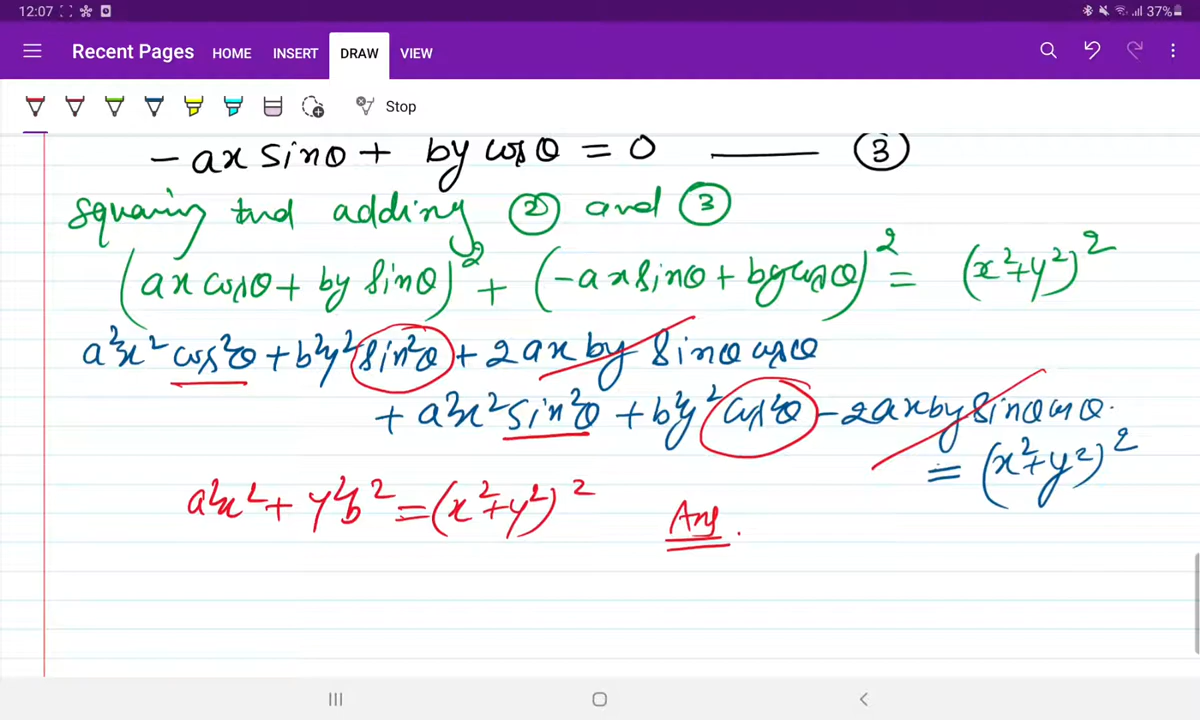 12:07 37%
Recent Pages HOME INSERT DRAW VIEW
Stop
- ax sinθ + by cosθ = 0 ——— ③
squaring and adding ② and ③
(ax cosθ + by sinθ)² + (-ax sinθ + by cosθ)² = (x²+y²)²
a²x² cos²θ + b²y² sin²θ + 2ax by sinθ cosθ
+ a²x² sin²θ + b²y² cos²θ - 2axby sinθ cosθ.
= (x²+y²)²
a²x² + y²b² = (x²+y²)² Ans.